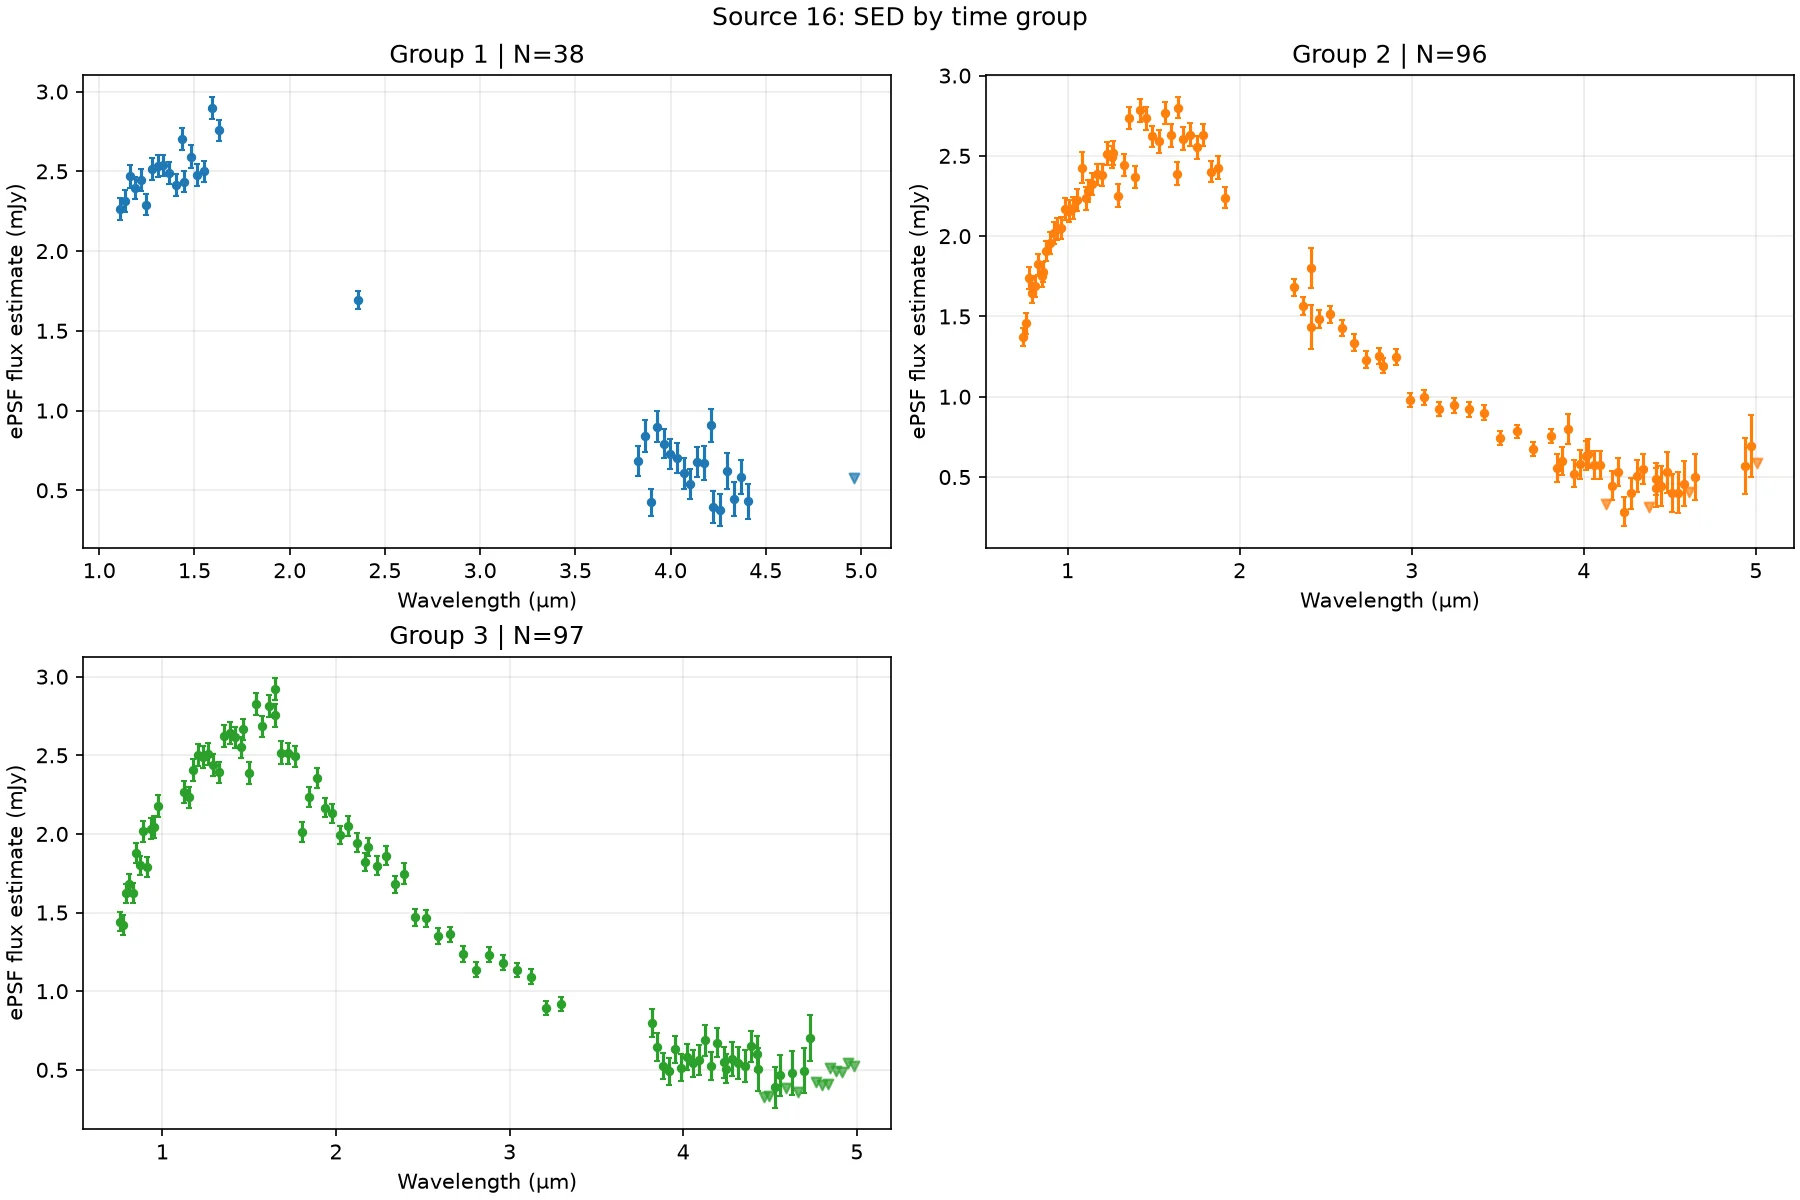 Source 16: SED by time group
Group 1 | N=38
ePSF flux estimate (mJy)
3.0
2.5
2.0
1.5
1.0
0.5
1.0 1.5 2.0 2.5 3.0 3.5 4.0 4.5 5.0
Wavelength (μm)
Group 2 | N=96
ePSF flux estimate (mJy)
3.0
2.5
2.0
1.5
1.0
0.5
1 2 3 4 5
Wavelength (μm)
Group 3 | N=97
ePSF flux estimate (mJy)
3.0
2.5
2.0
1.5
1.0
0.5
1 2 3 4 5
Wavelength (μm)